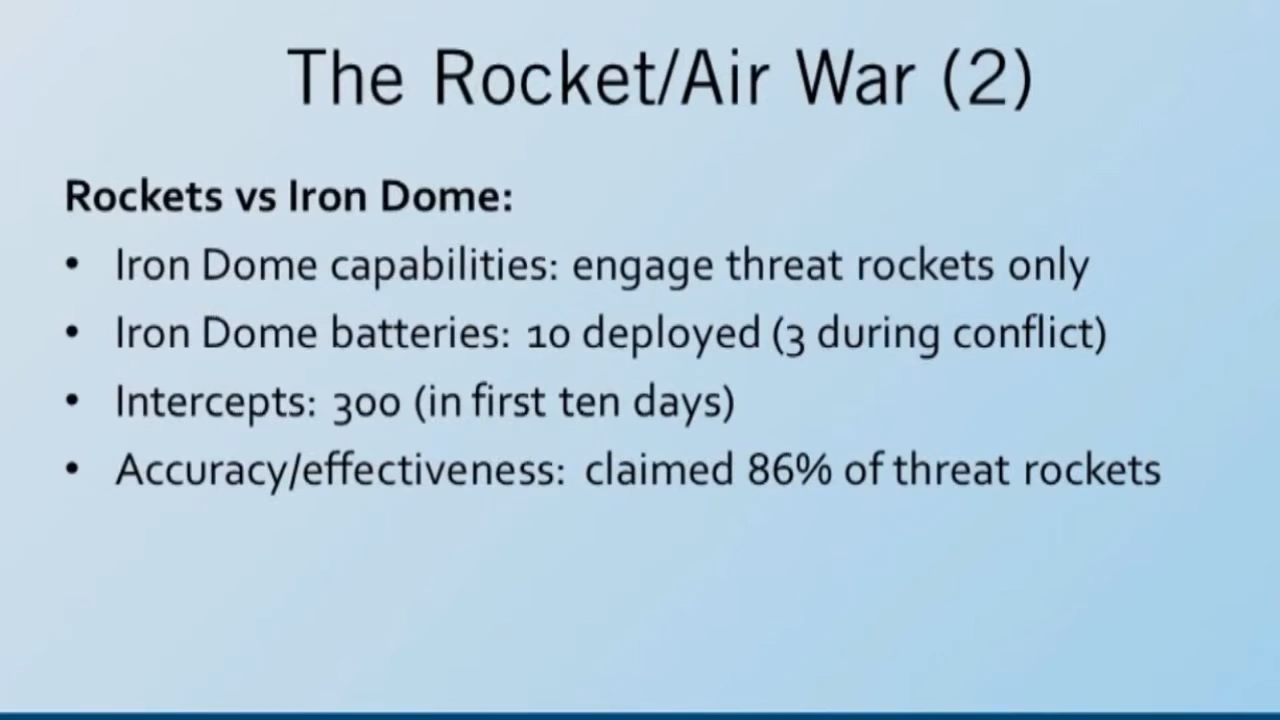 The Rocket/Air War (2)
Rockets vs Iron Dome:
• Iron Dome capabilities: engage threat rockets only
• Iron Dome batteries: 10 deployed (3 during conflict)
• Intercepts: 300 (in first ten days)
• Accuracy/effectiveness: claimed 86% of threat rockets